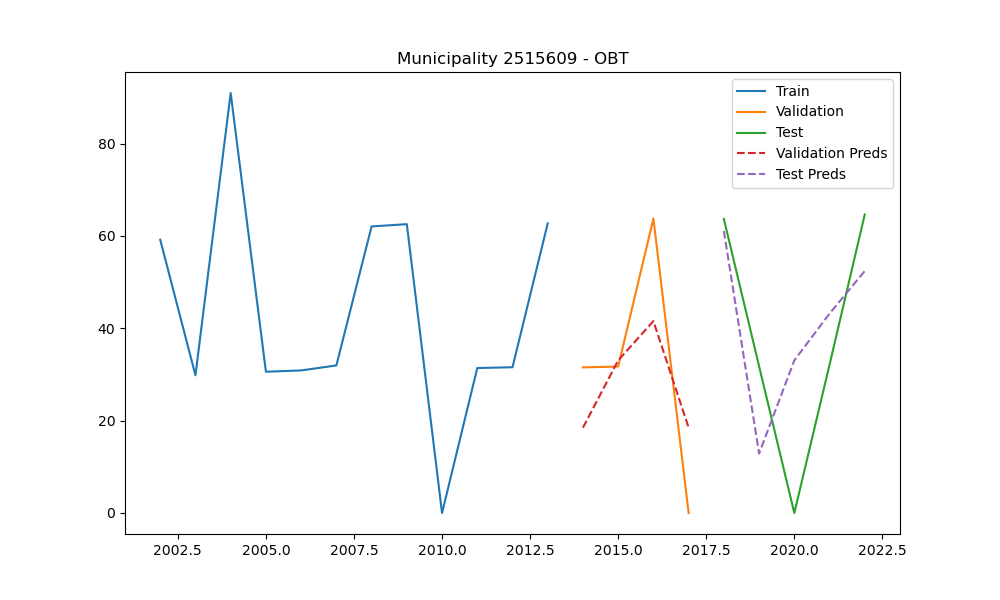 Municipality 2515609 - OBT
Train
Validation
Test
Validation Preds
Test Preds
80
60
40
20
0
2002.5 2005.0 2007.5 2010.0 2012.5 2015.0 2017.5 2020.0 2022.5